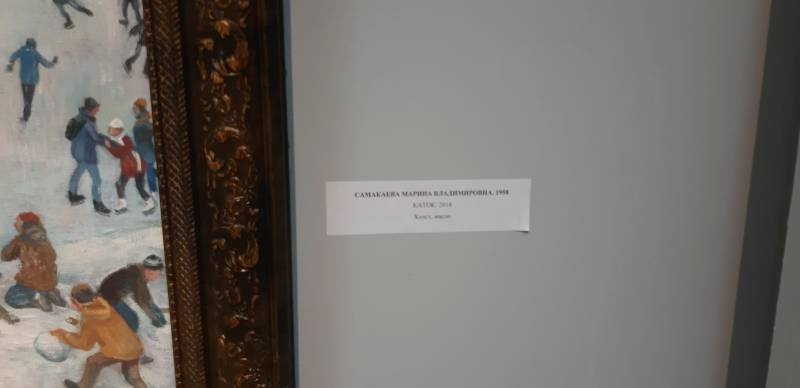 САМАКАЕВА МАРИНА ВЛАДИМИРОВНА. 1958
КАТОК. 2018
Холст, масло